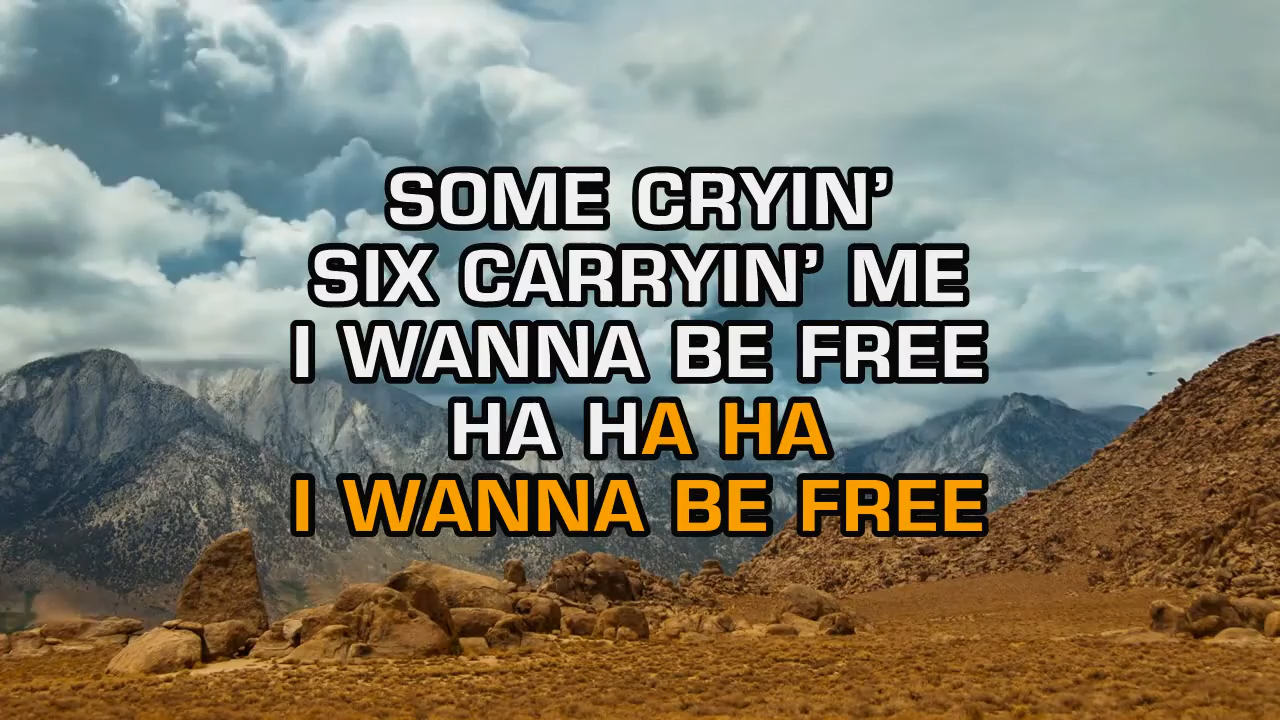 SOME CRYIN’
SIX CARRYIN’ ME
I WANNA BE FREE
HA HA HA
I WANNA BE FREE